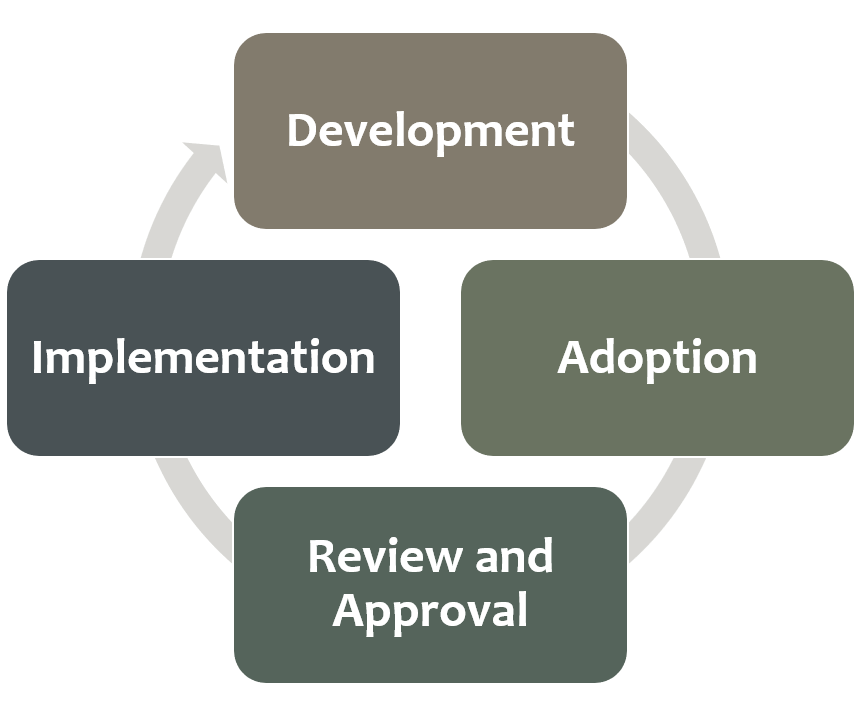 Development
Implementation
Adoption
Review and
Approval